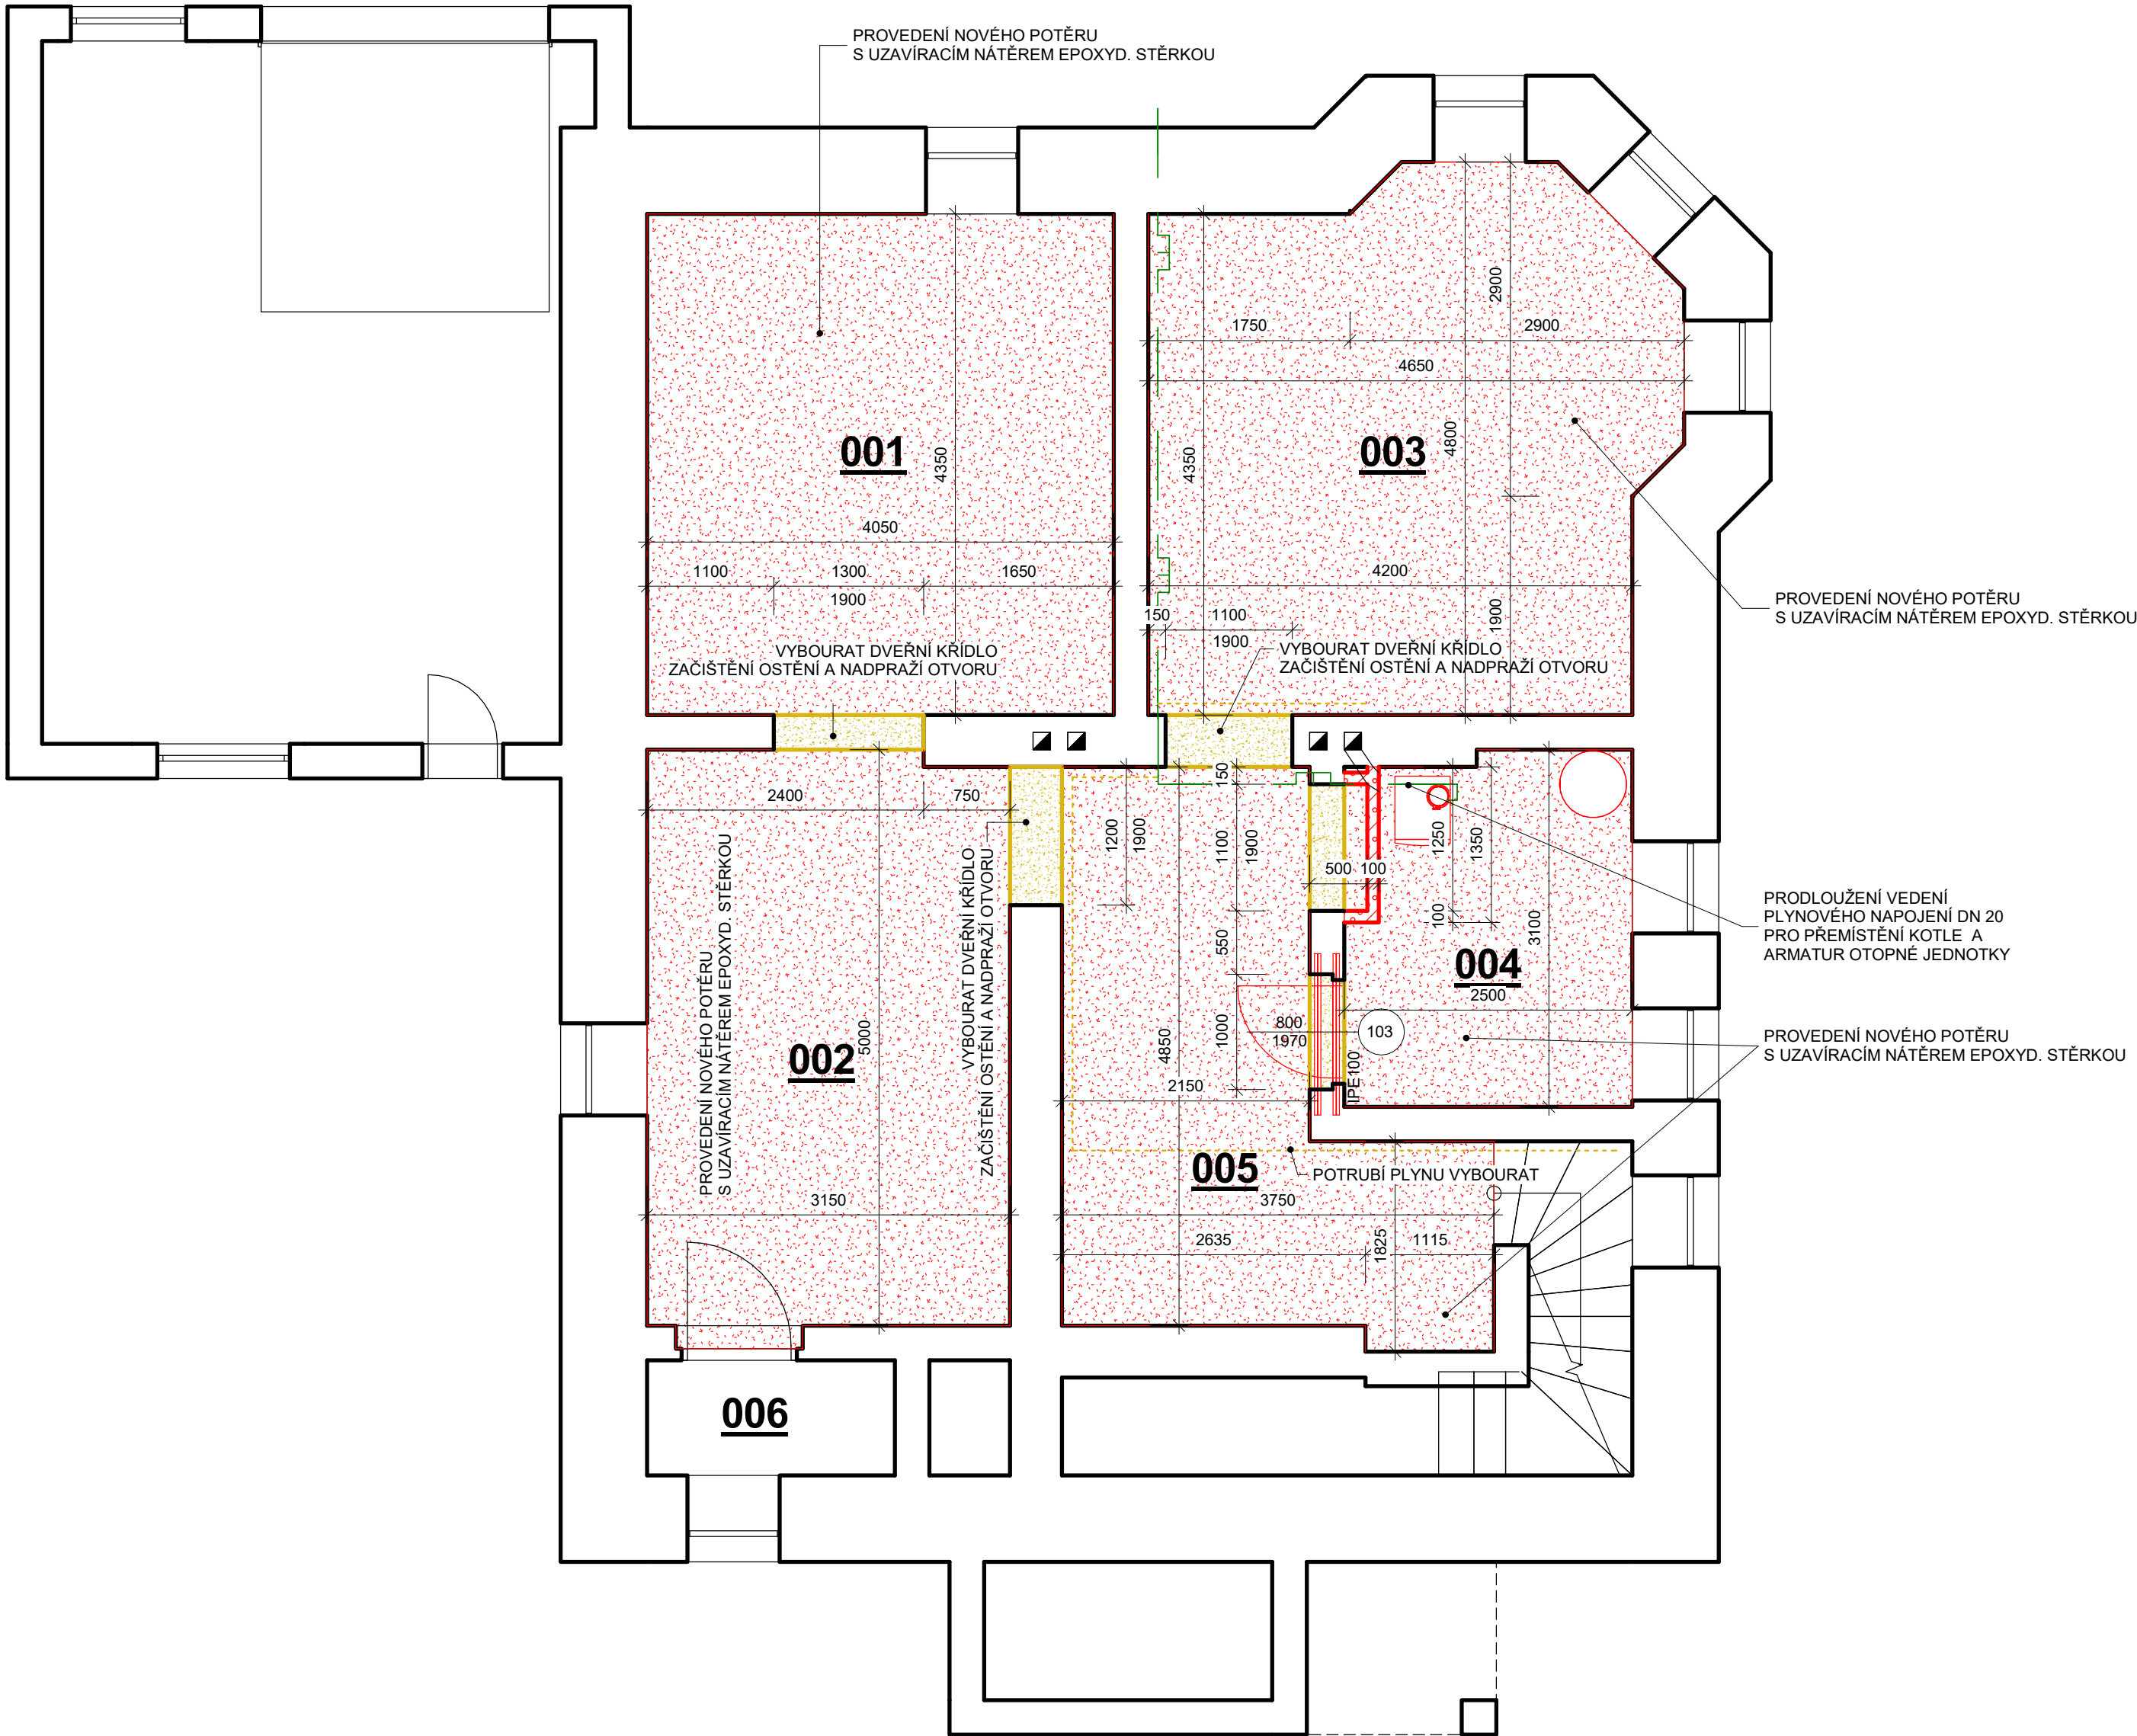 PROVEDENÍ NOVÉHO POTĚRU
S UZAVÍRACÍM NÁTĚREM EPOXYD. STĚRKOU
2900
1750
2900
4650
001
003
4350
4350
4800
4050
1100
1300
1900
1650
4200
150
1100
1900
1900
PROVEDENÍ NOVÉHO POTĚRU
S UZAVÍRACÍM NÁTĚREM EPOXYD. STĚRKOU
VYBOURAT DVEŘNÍ KŘÍDLO
ZAČIŠTĚNÍ OSTĚNÍ A NADPRAŽÍ OTVORU
VYBOURAT DVEŘNÍ KŘÍDLO
ZAČIŠTĚNÍ OSTĚNÍ A NADPRAŽÍ OTVORU
2400
750
150
1200
1900
1100
1900
1250
1350
500
100
100
550
3100
PRODLOUŽENÍ VEDENÍ
PLYNOVÉHO NAPOJENÍ DN 20
PRO PŘEMÍSTĚNÍ KOTLE A
ARMATUR OTOPNÉ JEDNOTKY
PROVEDENÍ NOVÉHO POTĚRU
S UZAVÍRACÍM NÁTĚREM EPOXYD. STĚRKOU
VYBOURAT DVEŘNÍ KŘÍDLO
ZAČIŠTĚNÍ OSTĚNÍ A NADPRAŽÍ OTVORU
004
2500
002
5000
4850
1000
800
1970
103
IPE100
2150
PROVEDENÍ NOVÉHO POTĚRU
S UZAVÍRACÍM NÁTĚREM EPOXYD. STĚRKOU
005
POTRUBÍ PLYNU VYBOURAT
3150
3750
2635
1825
1115
006